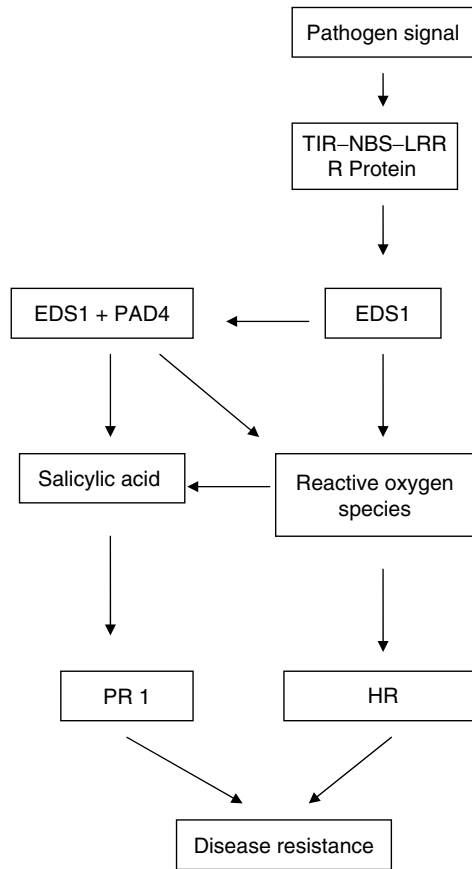 Pathogen signal
TIR–NBS–LRR
R Protein
EDS1 + PAD4
EDS1
Salicylic acid
Reactive oxygen
species
PR 1
HR
Disease resistance